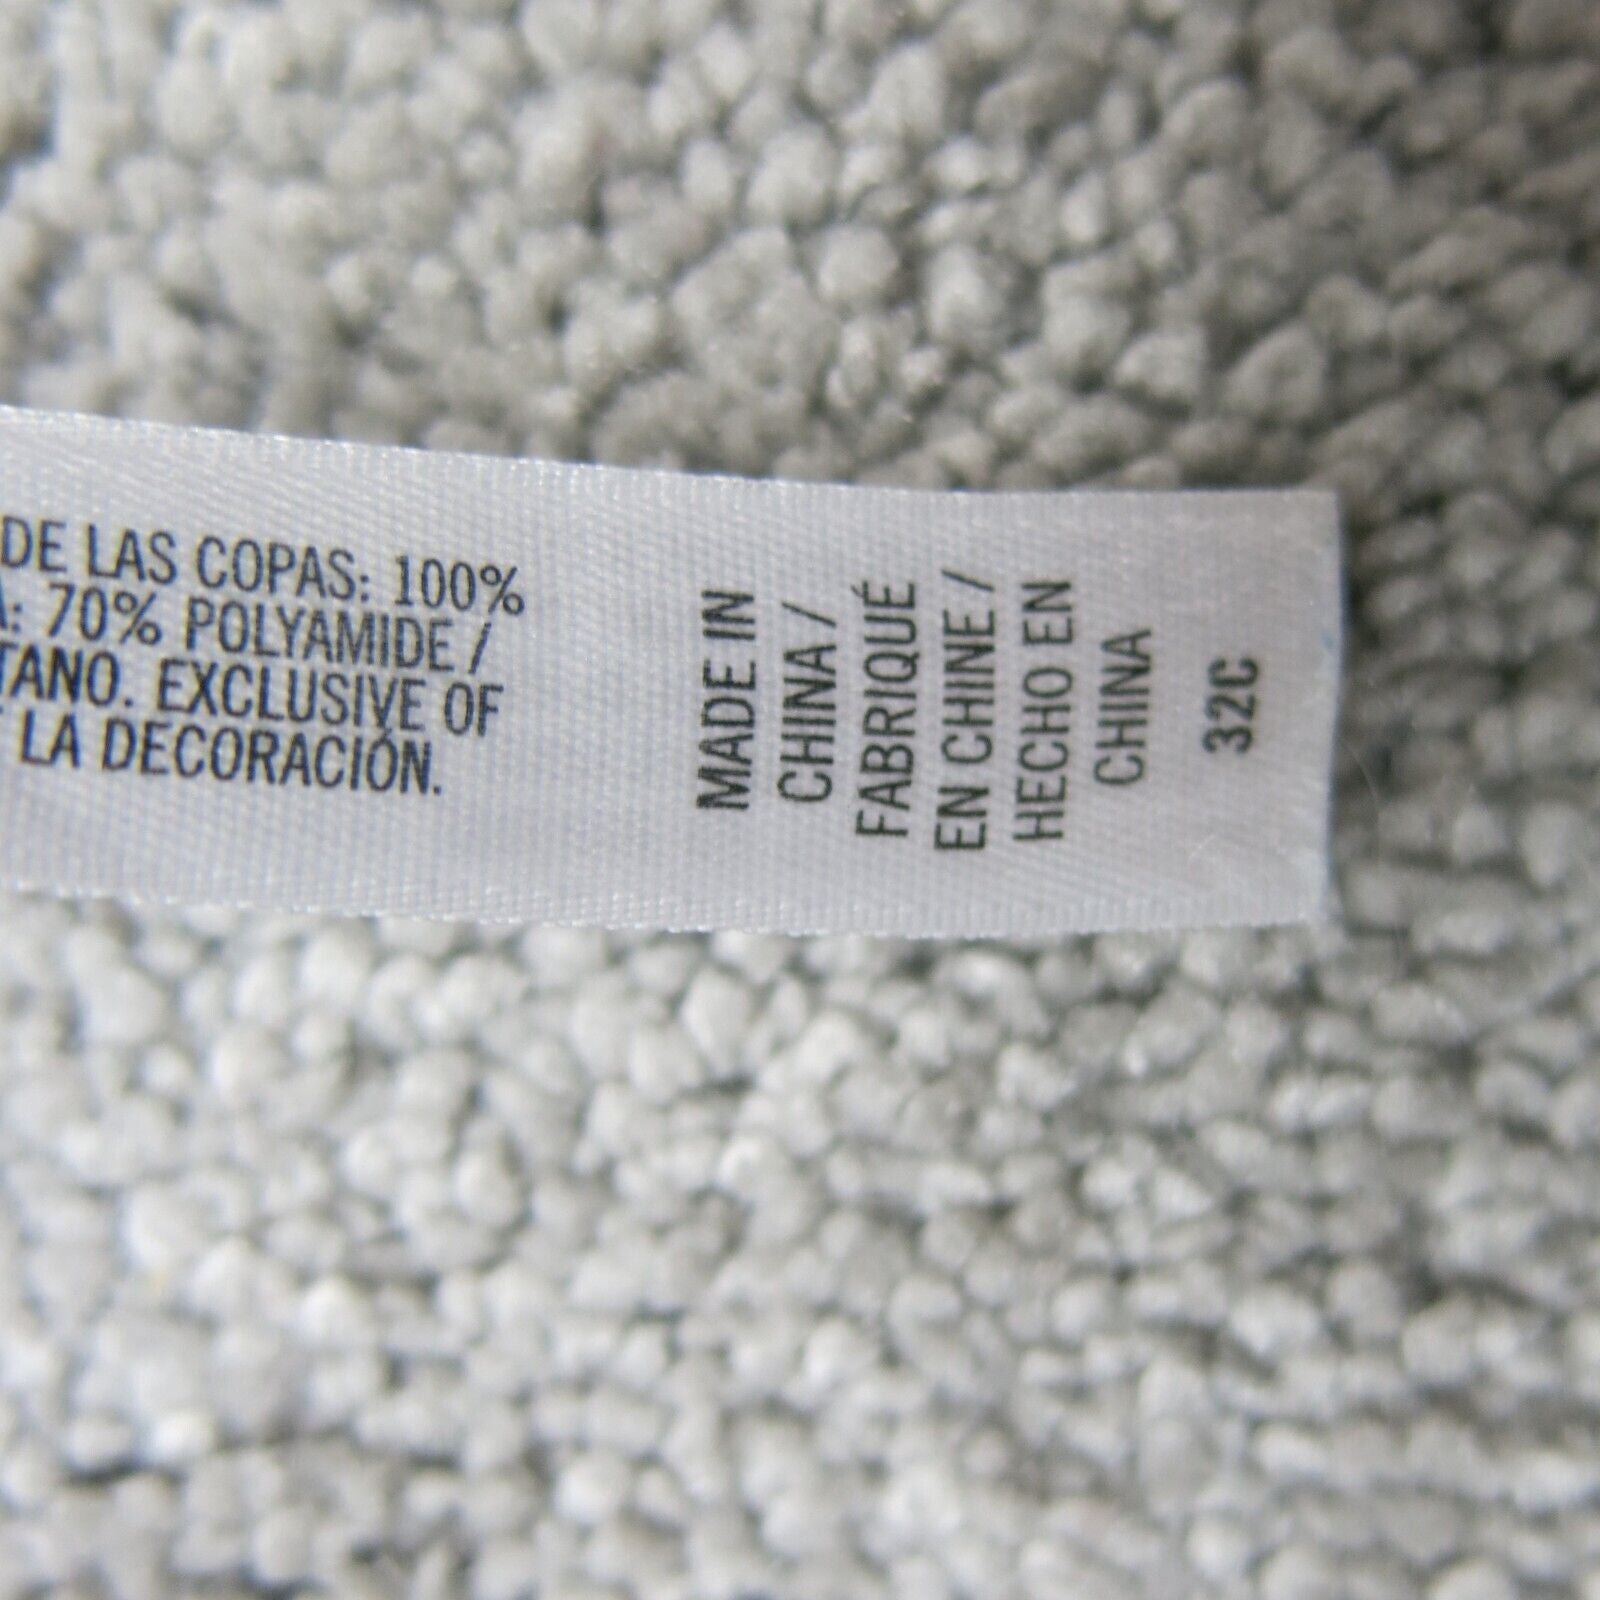 DE LAS COPAS: 100%
: 70% POLYAMIDE /
TANO. EXCLUSIVE OF
LA DECORACIÓN.
MADE IN
CHINA /
FABRIQUÉ
EN CHINE /
HECHO EN
CHINA
32C